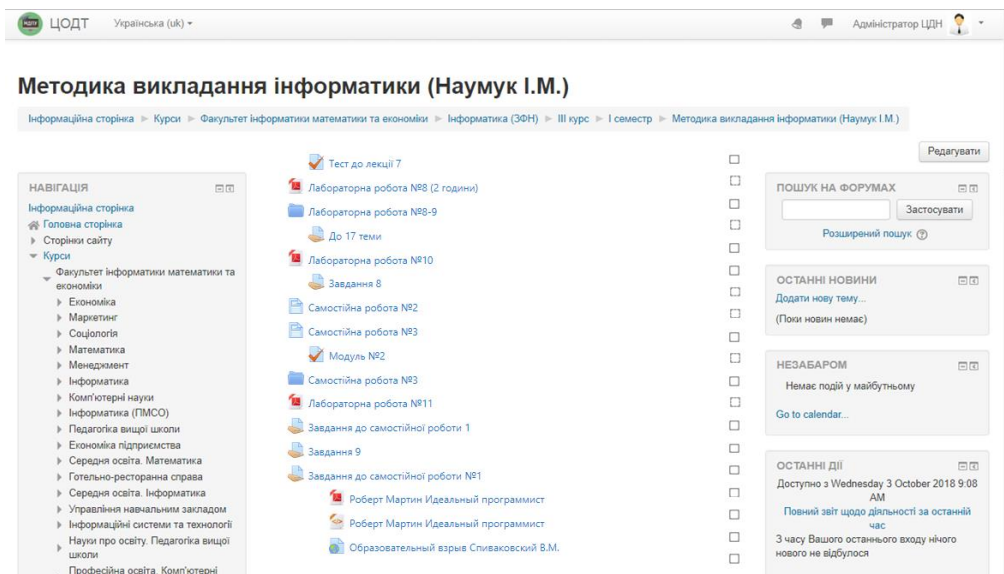 ЦОДТ
Українська (uk)
Адміністратор ЦДН
Методика викладання інформатики (Наумук І.М.)
Інформаційна сторінка ► Курси ► Факультет інформатики математики та економіки ► Інформатика (ЗФН) ► III курс ► I семестр ► Методика викладання інформатики (Наумук І.М.)
Редагувати
НАВІГАЦІЯ
Інформаційна сторінка
Головна сторінка
Сторінки сайту
Курси
Факультет інформатики математики та
економіки
Економіка
Маркетинг
Соціологія
Математика
Менеджмент
Інформатика
Комп'ютерні науки
Інформатика (ПМСО)
Педагогіка вищої школи
Економіка підприємства
Середня освіта. Математика
Готельно-ресторанна справа
Середня освіта. Інформатика
Управління навчальним закладом
Інформаційні системи та технології
Науки про освіту. Педагогіка вищої
школи
Професійна освіта. Комп'ютерні
Тест до лекції 7
Лабораторна робота №8 (2 години)
Лабораторна робота №8-9
До 17 теми
Лабораторна робота №10
Завдання 8
Самостійна робота №2
Самостійна робота №3
Модуль №2
Самостійна робота №3
Лабораторна робота №11
Завдання до самостійної роботи 1
Завдання 9
Завдання до самостійної роботи №1
Роберт Мартин Идеальный программист
Роберт Мартин Идеальный программист
Образовательный взрыв Спиваковский В.М.
ПОШУК НА ФОРУМАХ
Застосувати
Розширений пошук
ОСТАННІ НОВИНИ
Додати нову тему...
(Поки новин немає)
НЕЗАБАРОМ
Немає подій у майбутньому
Go to calendar...
ОСТАННІ ДІЇ
Доступно з Wednesday 3 October 2018 9:08
AM
Повний звіт щодо діяльності за останній
час
З часу Вашого останнього входу нічого
нового не відбулося